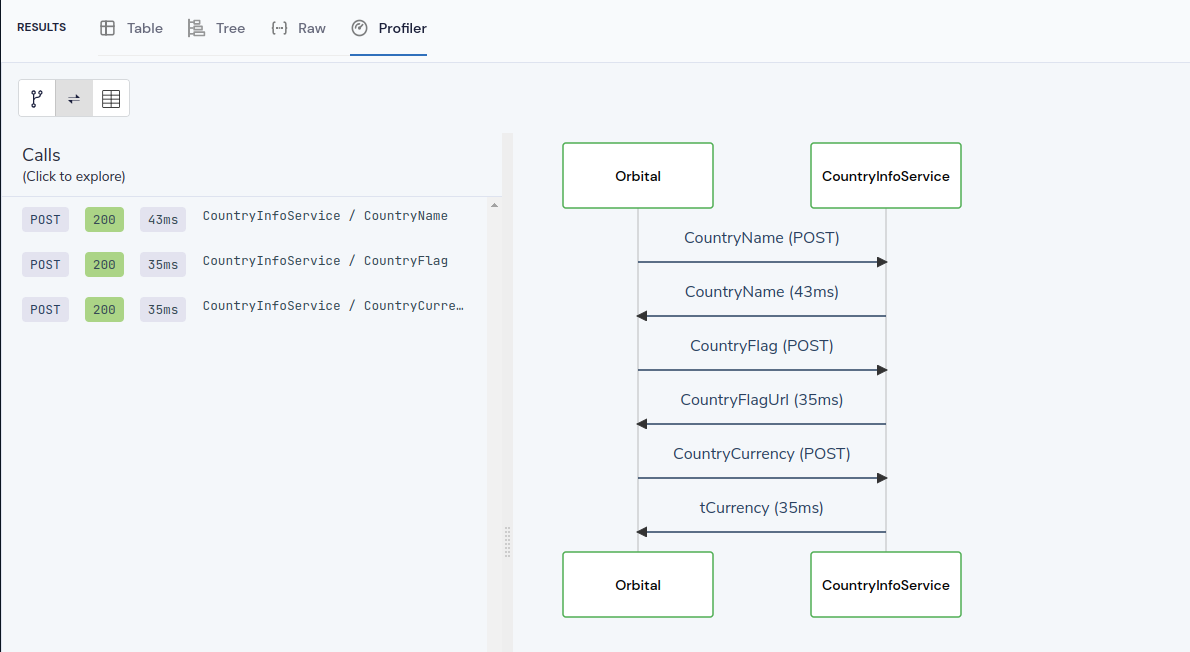 RESULTS Table Tree Raw Profiler
Calls
(Click to explore)
POST 200 43ms CountryInfoService / CountryName
POST 200 35ms CountryInfoService / CountryFlag
POST 200 35ms CountryInfoService / CountryCurre…
Orbital CountryInfoService
CountryName (POST)
CountryName (43ms)
CountryFlag (POST)
CountryFlagUrl (35ms)
CountryCurrency (POST)
tCurrency (35ms)
Orbital CountryInfoService